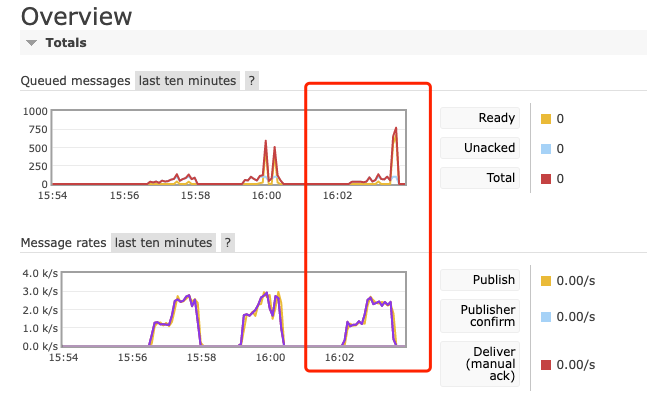 Overview
Totals
Queued messages last ten minutes ?
1000
750
500
250
0
15:54 15:56 15:58 16:00 16:02
Ready 0
Unacked 0
Total 0
Message rates last ten minutes ?
4.0 k/s
3.0 k/s
2.0 k/s
1.0 k/s
0.0 k/s
15:54 15:56 15:58 16:00 16:02
Publish 0.00/s
Publisher
confirm 0.00/s
Deliver
(manual 0.00/s
ack)